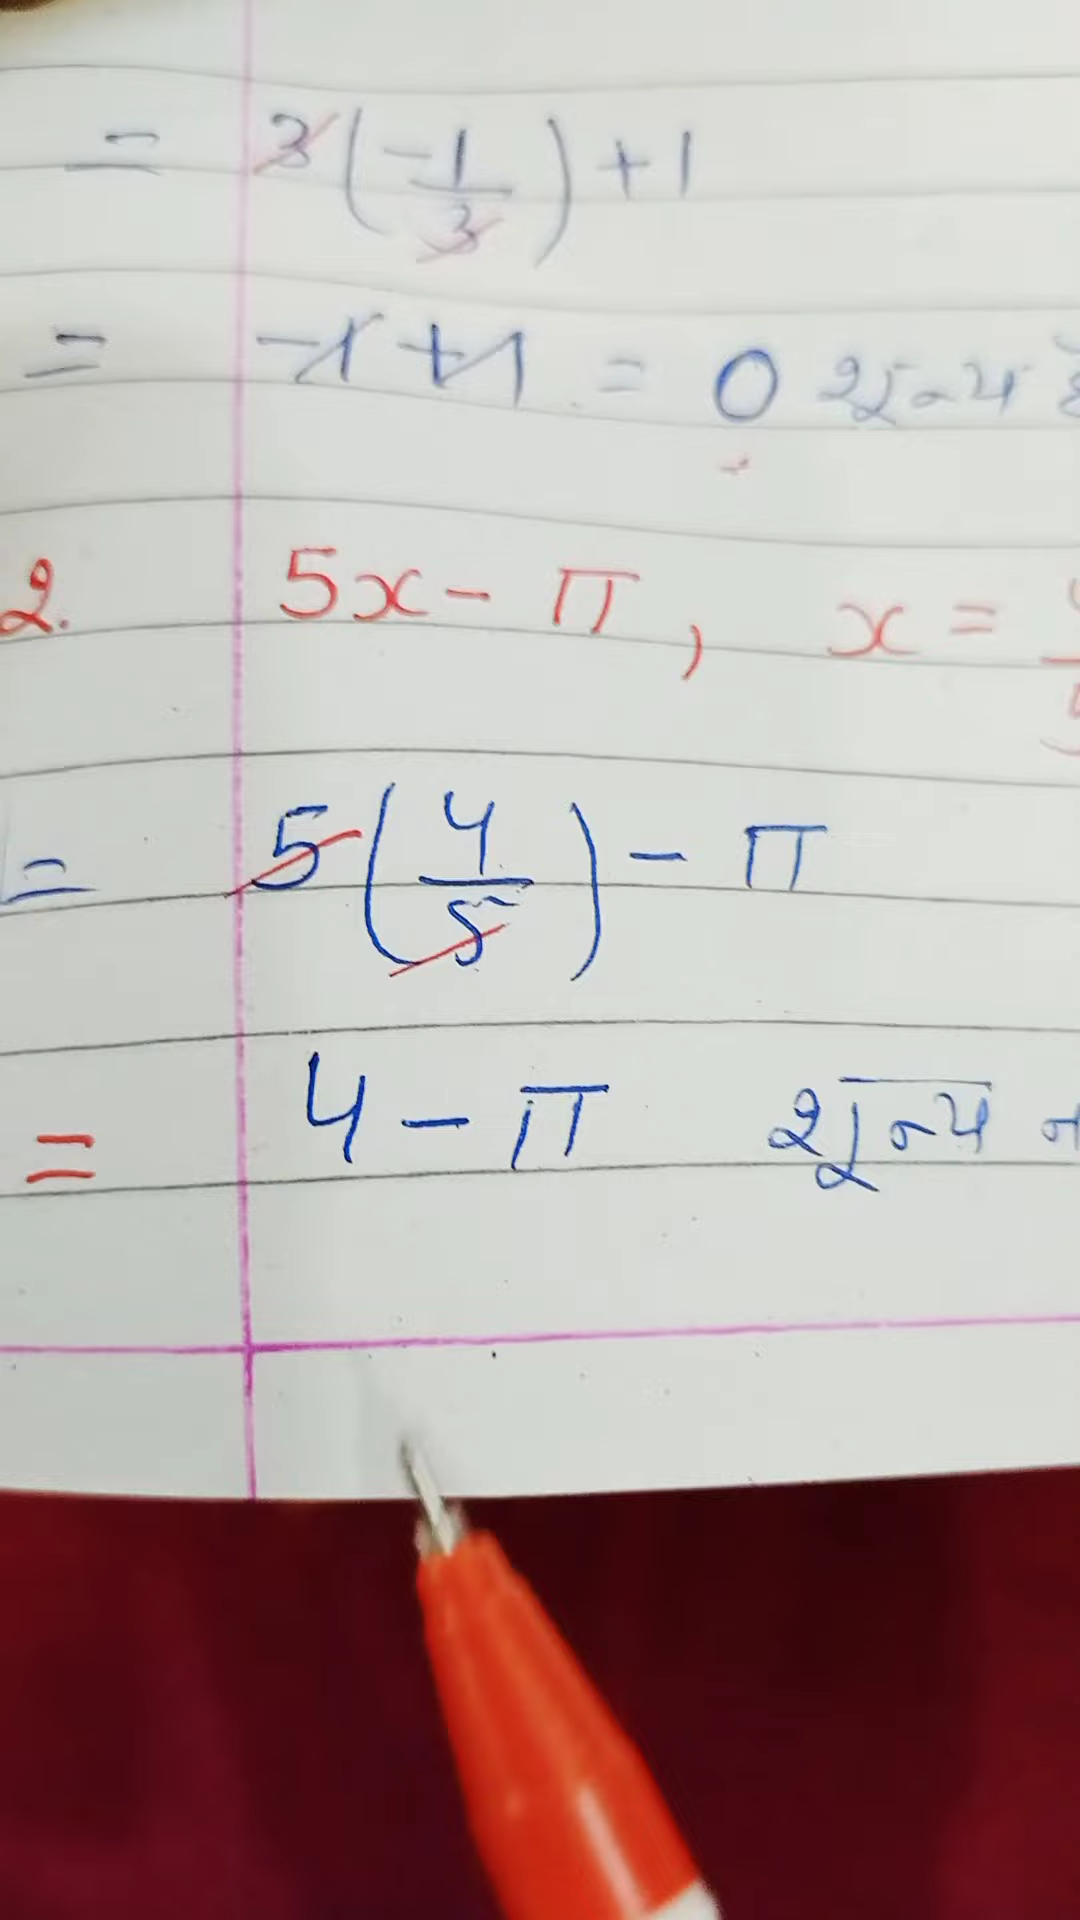 = 3(-1/3) + 1
= -1 + 1 = 0 शून्य
2. 5x - π, x =
= 5(4/5) - π
= 4 - π शून्य